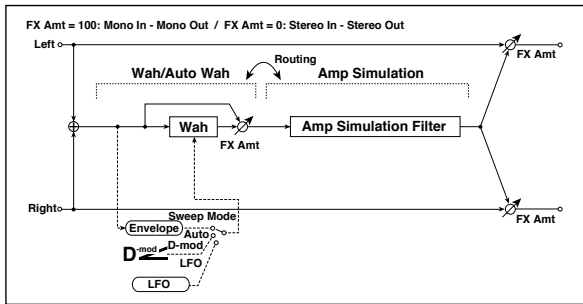 FX Amt = 100: Mono In - Mono Out / FX Amt = 0: Stereo In - Stereo Out
Left
FX Amt
Wah/Auto Wah
Routing
Amp Simulation
Wah
FX Amt
Amp Simulation Filter
Right
FX Amt
Sweep Mode
Envelope
Auto
D-mod
D-mod
LFO
LFO